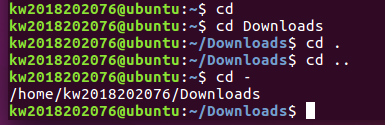 kw2018202076@ubuntu:~$ cd
kw2018202076@ubuntu:~$ cd Downloads
kw2018202076@ubuntu:~/Downloads$ cd .
kw2018202076@ubuntu:~/Downloads$ cd ..
kw2018202076@ubuntu:~$ cd -
/home/kw2018202076/Downloads
kw2018202076@ubuntu:~/Downloads$